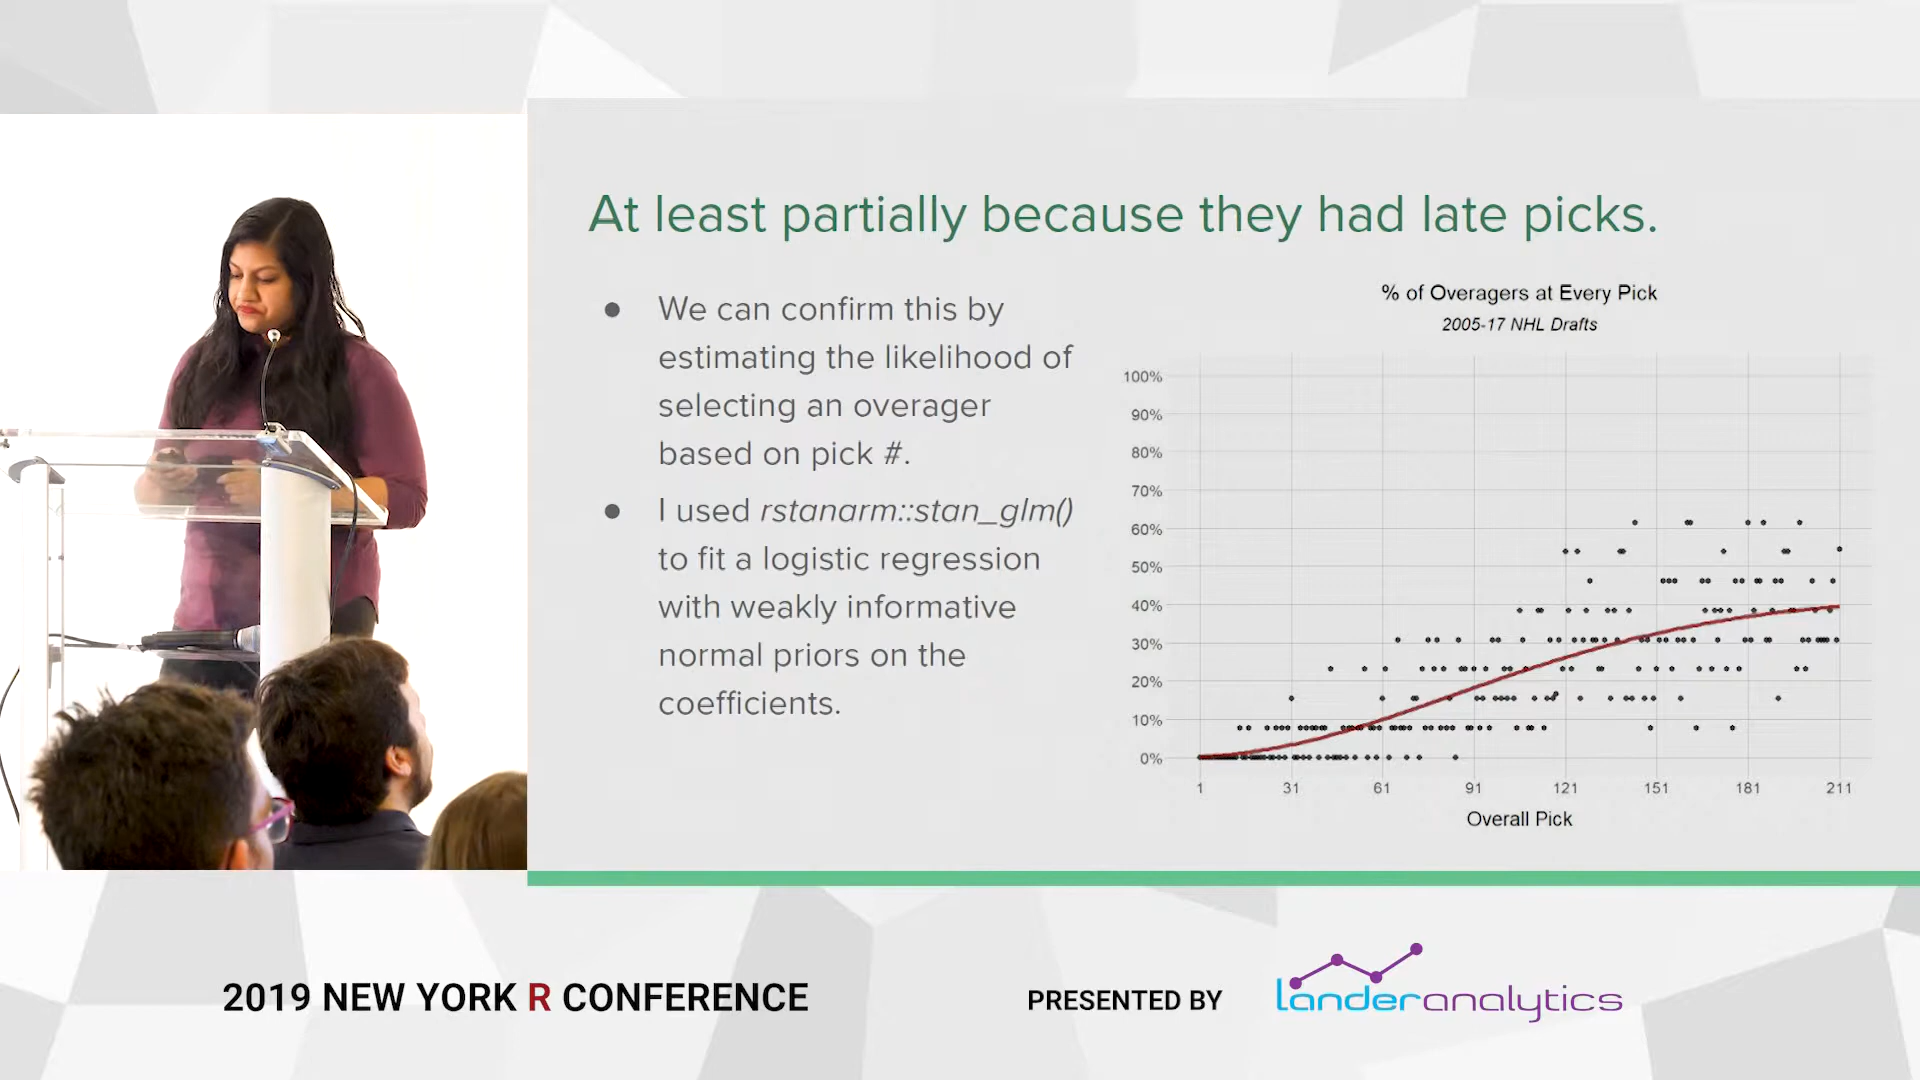 At least partially because they had late picks.
● We can confirm this by
estimating the likelihood of
selecting an overager
based on pick #.
● I used rstanarm::stan_glm()
to fit a logistic regression
with weakly informative
normal priors on the
coefficients.
% of Overagers at Every Pick
2005-17 NHL Drafts
100%
90%
80%
70%
60%
50%
40%
30%
20%
10%
0%
1 31 61 91 121 151 181 211
Overall Pick
2019 NEW YORK R CONFERENCE
PRESENTED BY
landeranalytics